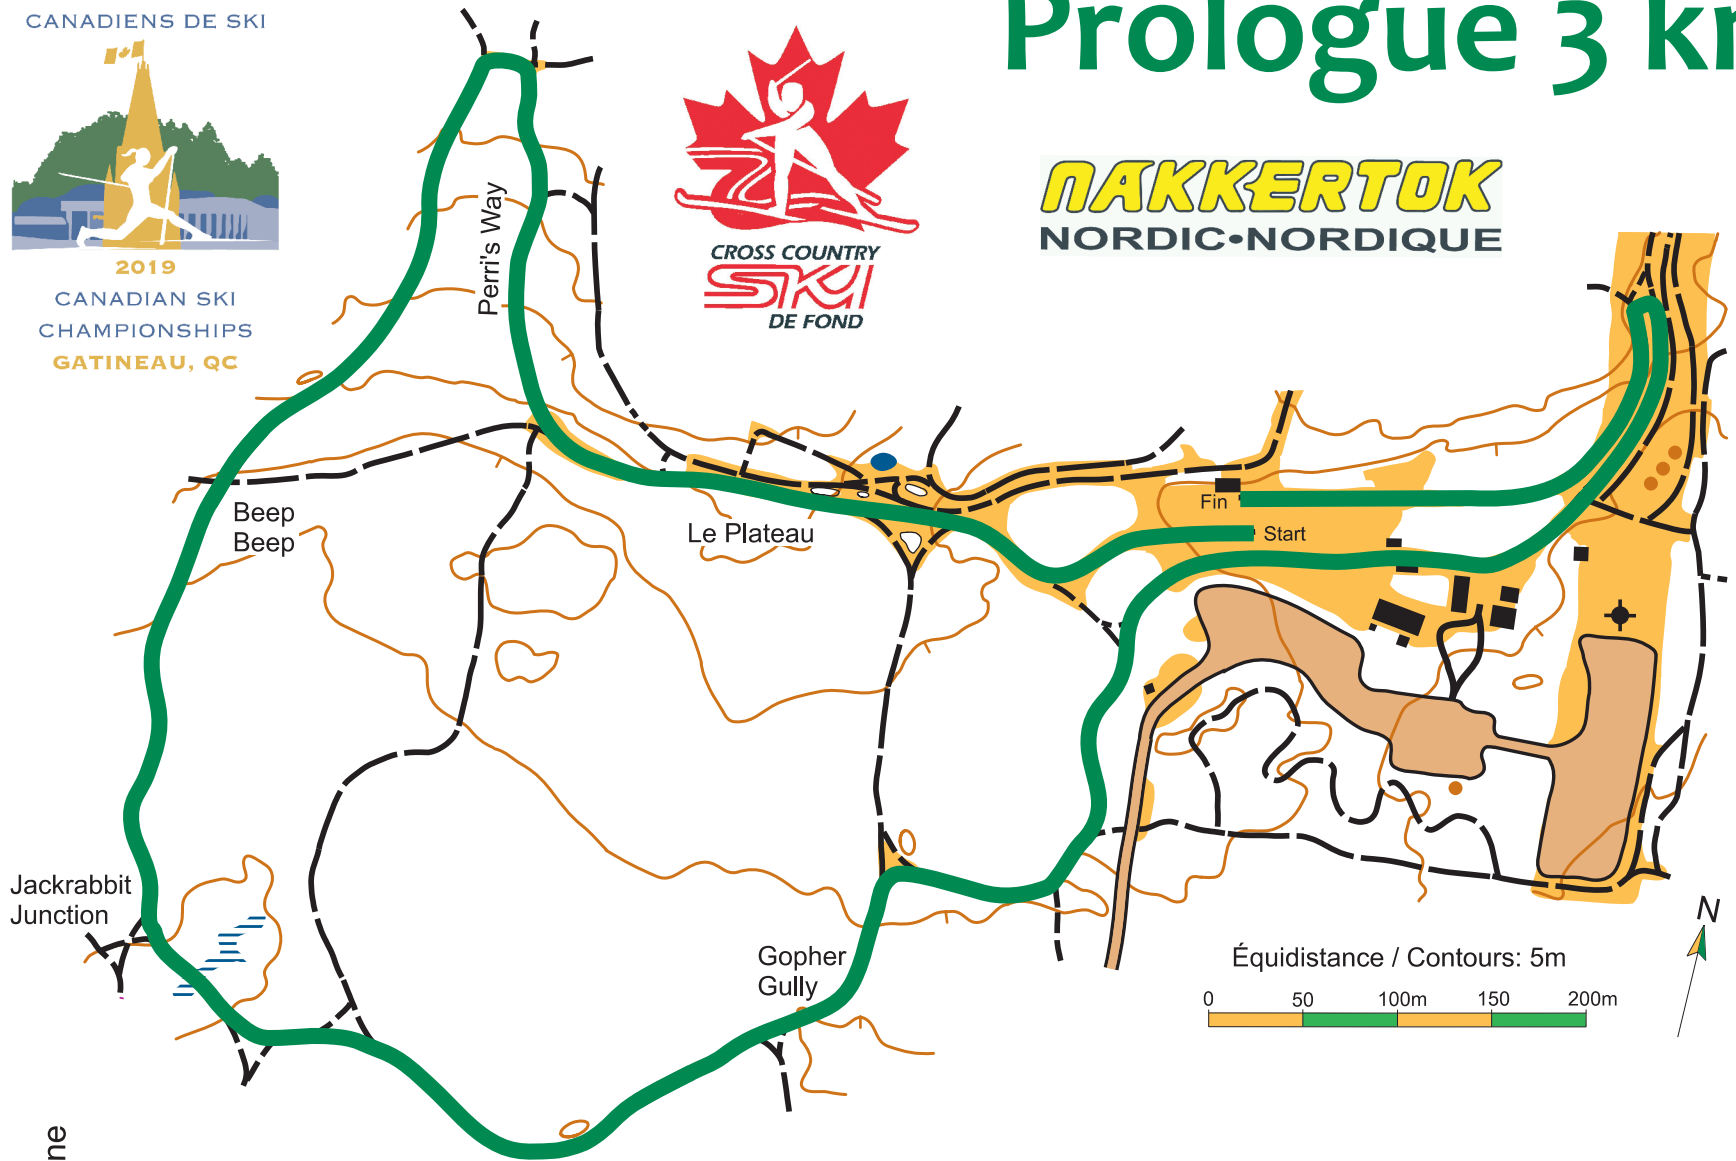 CANADIENS DE SKI
2019
CANADIAN SKI
CHAMPIONSHIPS
GATINEAU, QC
CROSS COUNTRY
SKI
DE FOND
Prologue 3 k
NAKKERTOK
NORDIC•NORDIQUE
Perri's Way
Beep
Beep
Le Plateau
Fin
Start
Jackrabbit
Junction
Gopher
Gully
N
Équidistance / Contours: 5m
0 50 100m 150 200m
ne